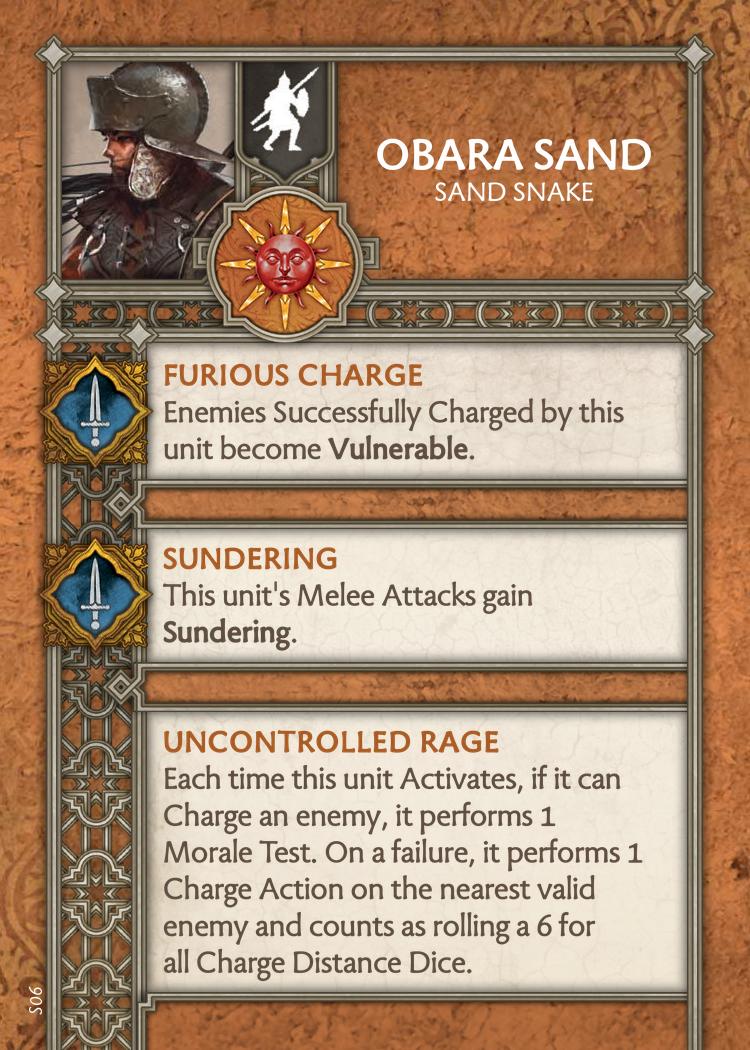 OBARA SAND
SAND SNAKE
FURIOUS CHARGE
Enemies Successfully Charged by this
unit become Vulnerable.
SUNDERING
This unit's Melee Attacks gain
Sundering.
UNCONTROLLED RAGE
Each time this unit Activates, if it can
Charge an enemy, it performs 1
Morale Test. On a failure, it performs 1
Charge Action on the nearest valid
enemy and counts as rolling a 6 for
all Charge Distance Dice.
S06